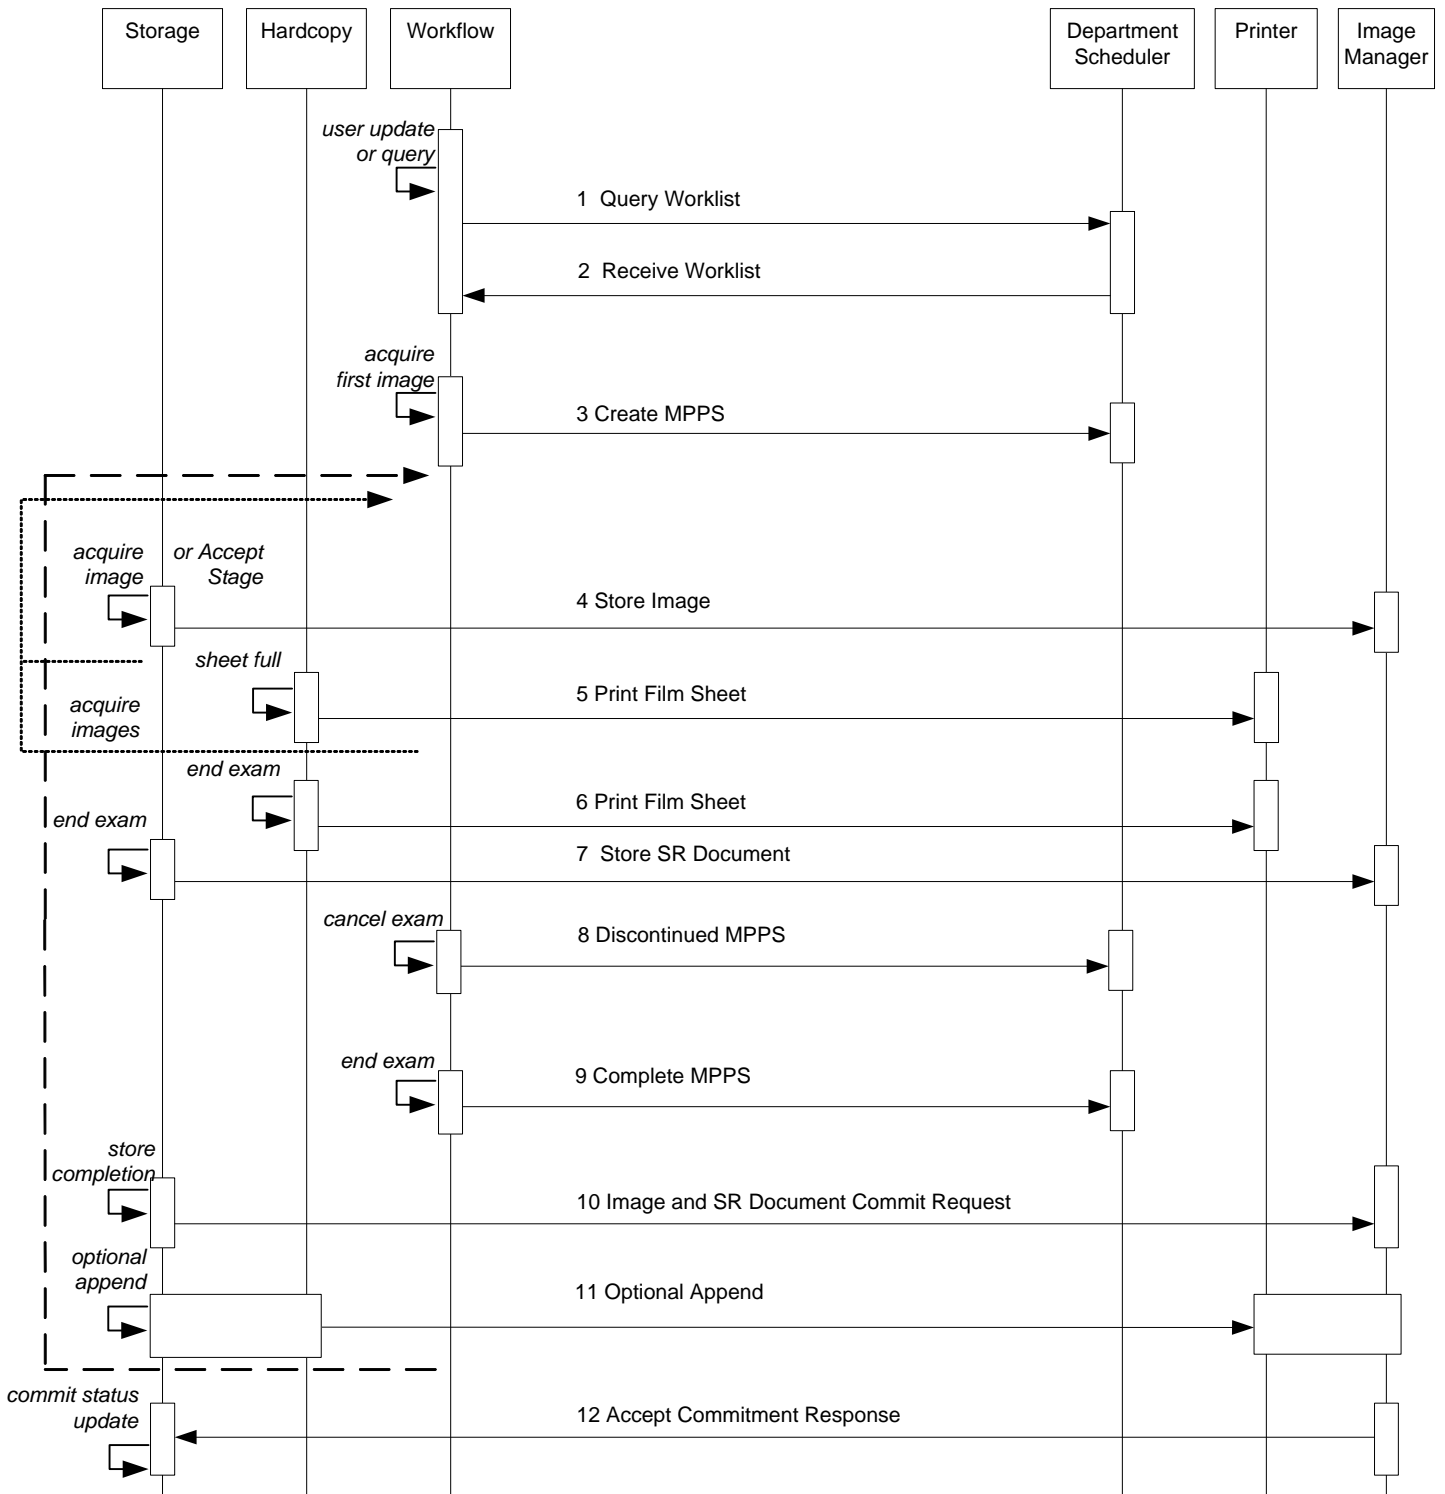 Storage
Hardcopy
Workflow
Department
Scheduler
Printer
Image
Manager
user update
or query
1  Query Worklist
2  Receive Worklist
acquire
first image
3 Create MPPS
acquire
image
or Accept
Stage
4 Store Image
sheet full
5 Print Film Sheet
acquire
images
end exam
6 Print Film Sheet
end exam
7  Store SR Document
cancel exam
8 Discontinued MPPS
end exam
9 Complete MPPS
store
completion
10 Image and SR Document Commit Request
optional
append
11 Optional Append
commit status
update
12 Accept Commitment Response